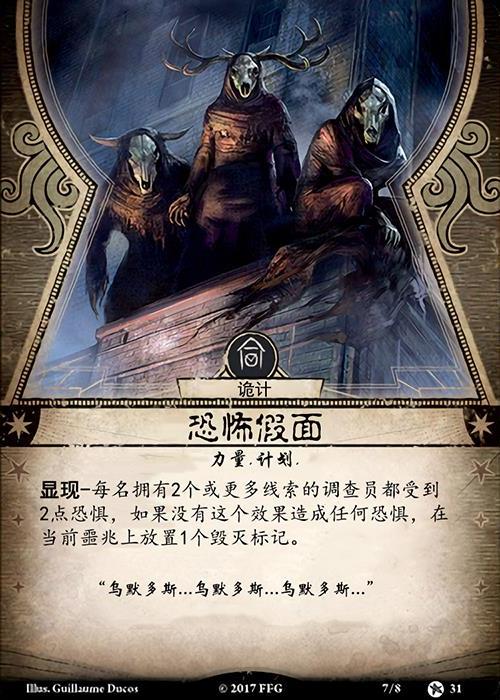 诡计
恐怖假面
力量.计划.
显现–每名拥有2个或更多线索的调查员都受到
2点恐惧，如果没有这个效果造成任何恐惧，在
当前噩兆上放置1个毁灭标记。
“乌默多斯...乌默多斯...乌默多斯...”
Illus. Guillaume Ducos
© 2017 FFG
7/8
31